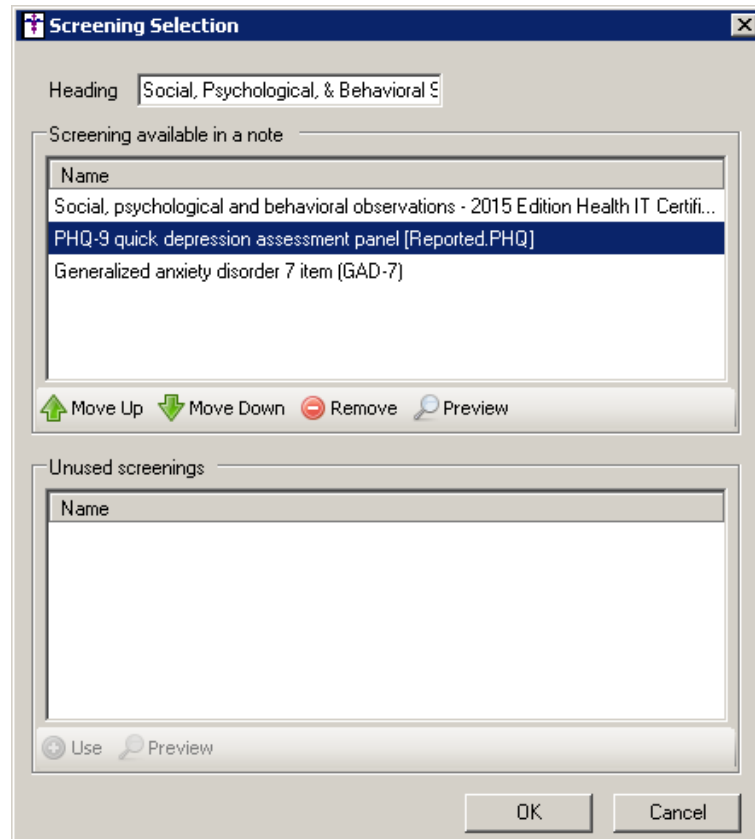 Screening Selection
Heading Social, Psychological, & Behavioral S
Screening available in a note
Name
Social, psychological and behavioral observations - 2015 Edition Health IT Certifi...
PHQ-9 quick depression assessment panel [Reported.PHQ]
Generalized anxiety disorder 7 item (GAD-7)
Move Up Move Down Remove Preview
Unused screenings
Name
Use Preview
OK Cancel